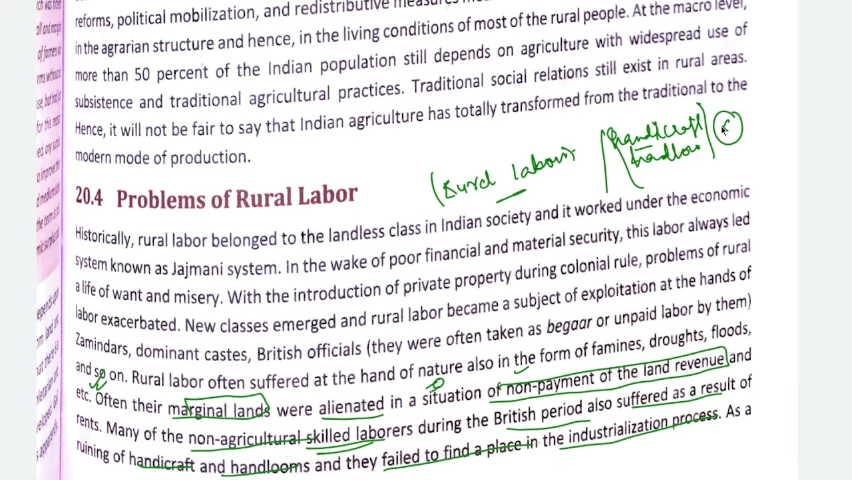 reforms, political mobilization, and redistributive
in the agrarian structure and hence, in the living conditions of most of the rural people. At the macro level,
more than 50 percent of the Indian population still depends on agriculture with widespread use of
subsistence and traditional agricultural practices. Traditional social relations still exist in rural areas.
Hence, it will not be fair to say that Indian agriculture has totally transformed from the traditional to the
modern mode of production.
handicraft
(Rural labour
20.4 Problems of Rural Labor
Historically, rural labor belonged to the landless class in Indian society and it worked under the economic
system known as Jajmani system. In the wake of poor financial and material security, this labor always led
a life of want and misery. With the introduction of private property during colonial rule, problems of rural
labor exacerbated. New classes emerged and rural labor became a subject of exploitation at the hands of
Zamindars, dominant castes, British officials (they were often taken as begaar or unpaid labor by them)
and so on. Rural labor often suffered at the hand of nature also in the form of famines, droughts, floods,
etc. Often their marginal lands were alienated in a situation of non-payment of the land revenue and
rents. Many of the non-agricultural skilled laborers during the British period also suffered as a result of
ruining of handicraft and handlooms and they failed to find a place in the industrialization process. As a